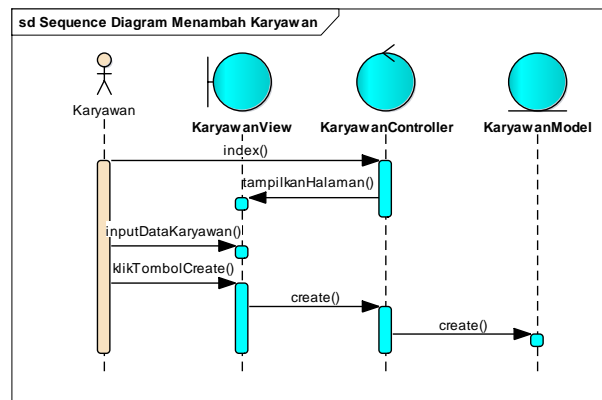 sd Sequence Diagram Menambah Karyawan
Karyawan
KaryawanView
KaryawanController
KaryawanModel
index()
tampilkanHalaman()
inputDataKaryawan()
klikTombolCreate()
create()
create()